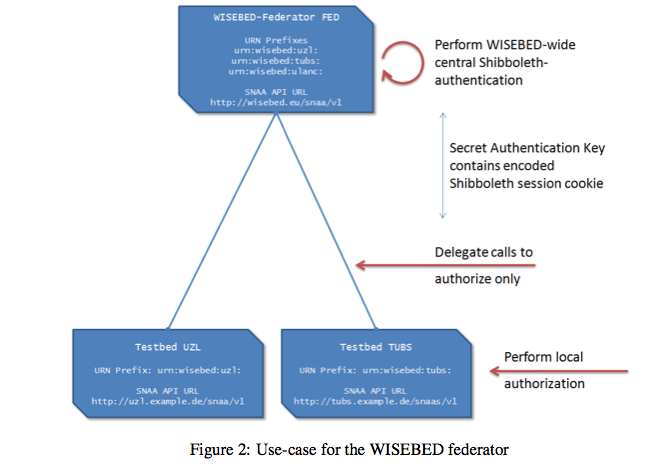 WISEBED-Federator FED
URN Prefixes
urn:wisebed:uzl:
urn:wisebed:tubs:
urn:wisebed:ulanc:
SNAA API URL
http://wisebed.eu/snaa/v1
Perform WISEBED-wide
central Shibboleth-
authentication
Secret Authentication Key
contains encoded
Shibboleth session cookie
Delegate calls to
authorize only
Testbed UZL
URN Prefix: urn:wisebed:uzl:
SNAA API URL
http://uzl.example.de/snaa/v1
Testbed TUBS
URN Prefix: urn:wisebed:tubs:
SNAA API URL
http://tubs.example.de/snaas/v1
Perform local
authorization
Figure 2: Use-case for the WISEBED federator